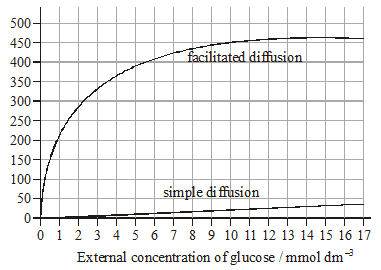 500
450
400
350
300
250
200
150
100
50
0
facilitated diffusion
simple diffusion
0 1 2 3 4 5 6 7 8 9 10 11 12 13 14 15 16 17
External concentration of glucose / mmol dm⁻³